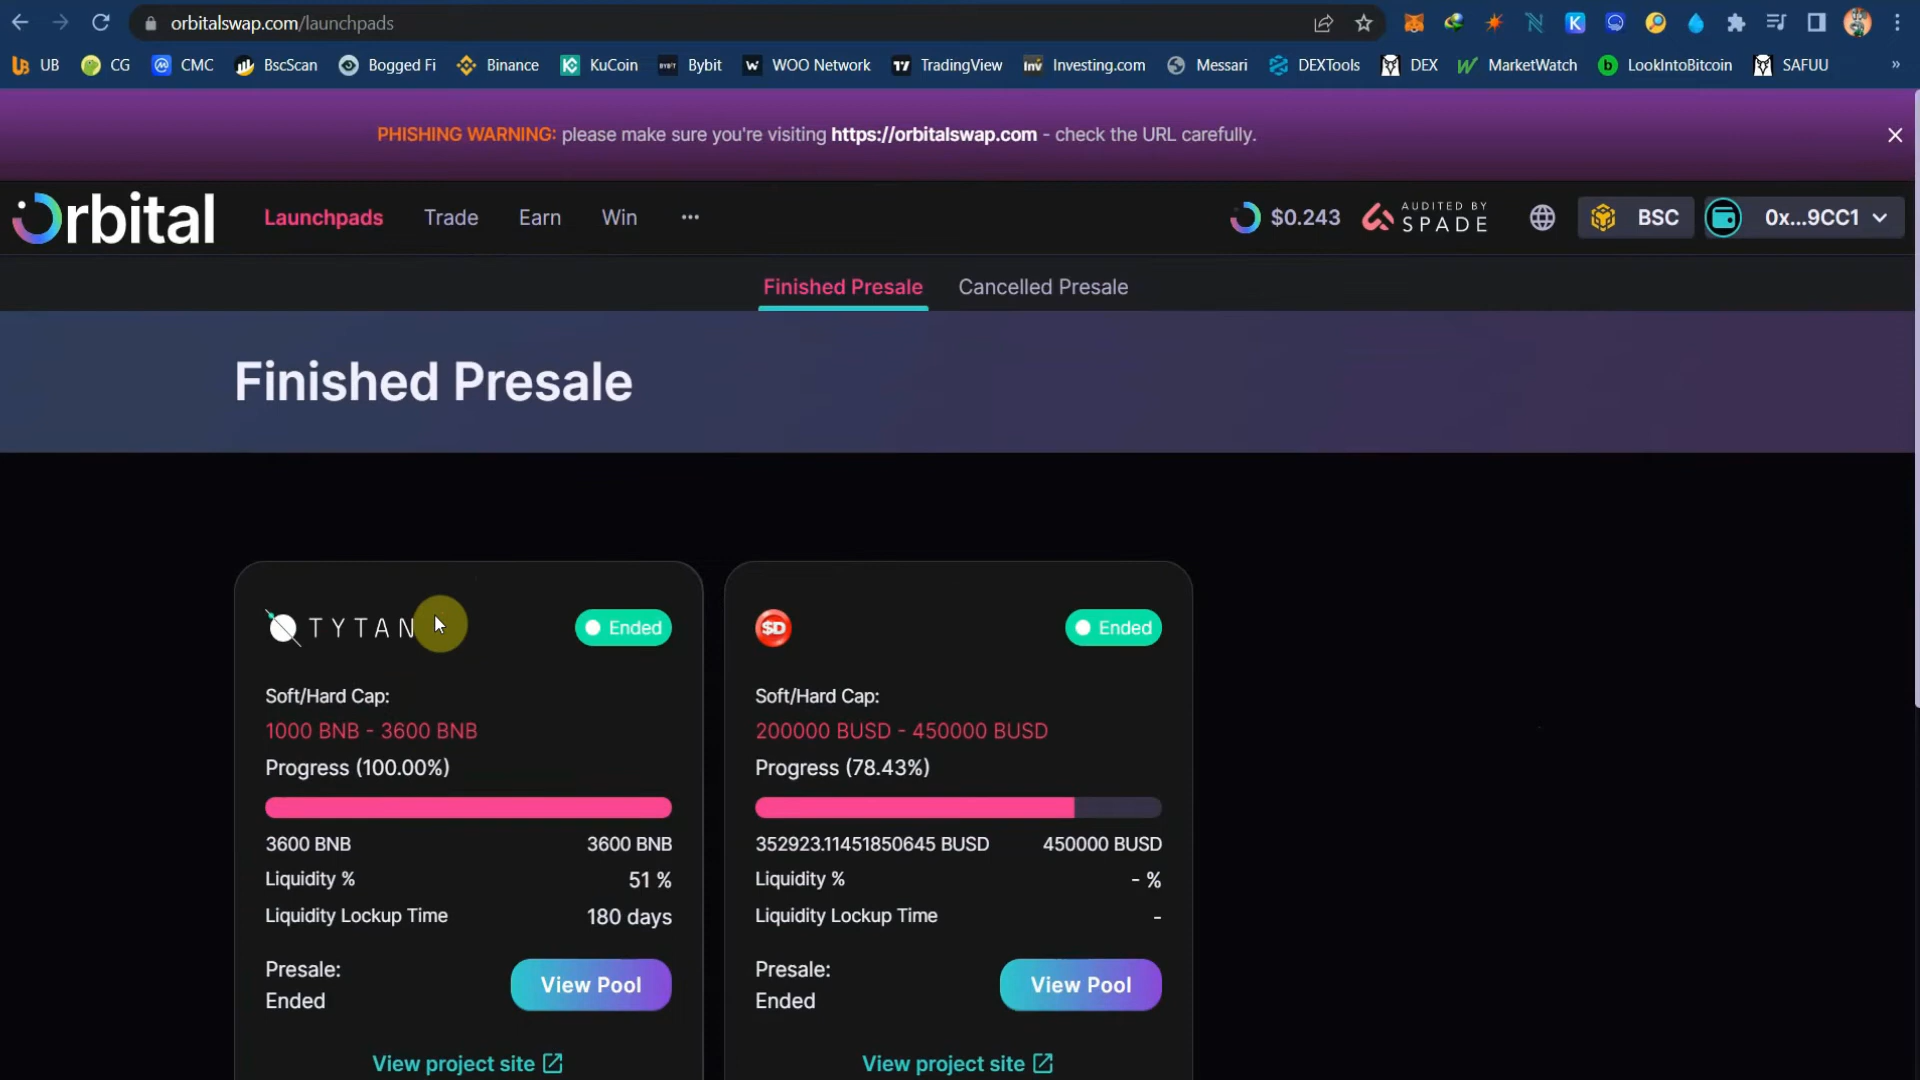 orbitalswap.com/launchpads
UB CG CMC BscScan Bogged Fi Binance KuCoin Bybit WOO Network TradingView Investing.com Messari DEXTools DEX MarketWatch LookIntoBitcoin SAFUU »
PHISHING WARNING: please make sure you're visiting https://orbitalswap.com - check the URL carefully.
Orbital Launchpads Trade Earn Win ••• $0.243 AUDITED BY SPADE BSC 0x...9CC1
Finished Presale Cancelled Presale
Finished Presale
TYTAN Ended
Soft/Hard Cap:
1000 BNB - 3600 BNB
Progress (100.00%)
3600 BNB 3600 BNB
Liquidity % 51 %
Liquidity Lockup Time 180 days
Presale:
Ended
View Pool
View project site
$D Ended
Soft/Hard Cap:
200000 BUSD - 450000 BUSD
Progress (78.43%)
352923.11451850645 BUSD 450000 BUSD
Liquidity % - %
Liquidity Lockup Time -
Presale:
Ended
View Pool
View project site